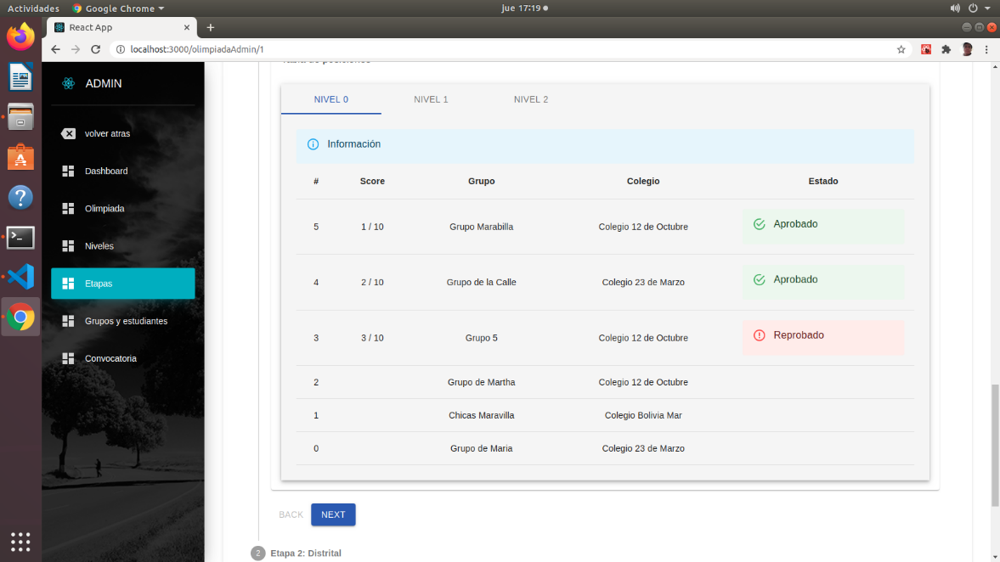 Actividades Google Chrome jue 17:19
React App
localhost:3000/olimpiadaAdmin/1
ADMIN
volver atras
Dashboard
Olimpiada
Niveles
Etapas
Grupos y estudiantes
Convocatoria
Tabla de posiciones
NIVEL 0 NIVEL 1 NIVEL 2
Información
# Score Grupo Colegio Estado
5 1 / 10 Grupo Marabilla Colegio 12 de Octubre Aprobado
4 2 / 10 Grupo de la Calle Colegio 23 de Marzo Aprobado
3 3 / 10 Grupo 5 Colegio 12 de Octubre Reprobado
2 Grupo de Martha Colegio 12 de Octubre
1 Chicas Maravilla Colegio Bolivia Mar
0 Grupo de Maria Colegio 23 de Marzo
BACK NEXT
2 Etapa 2: Distrital